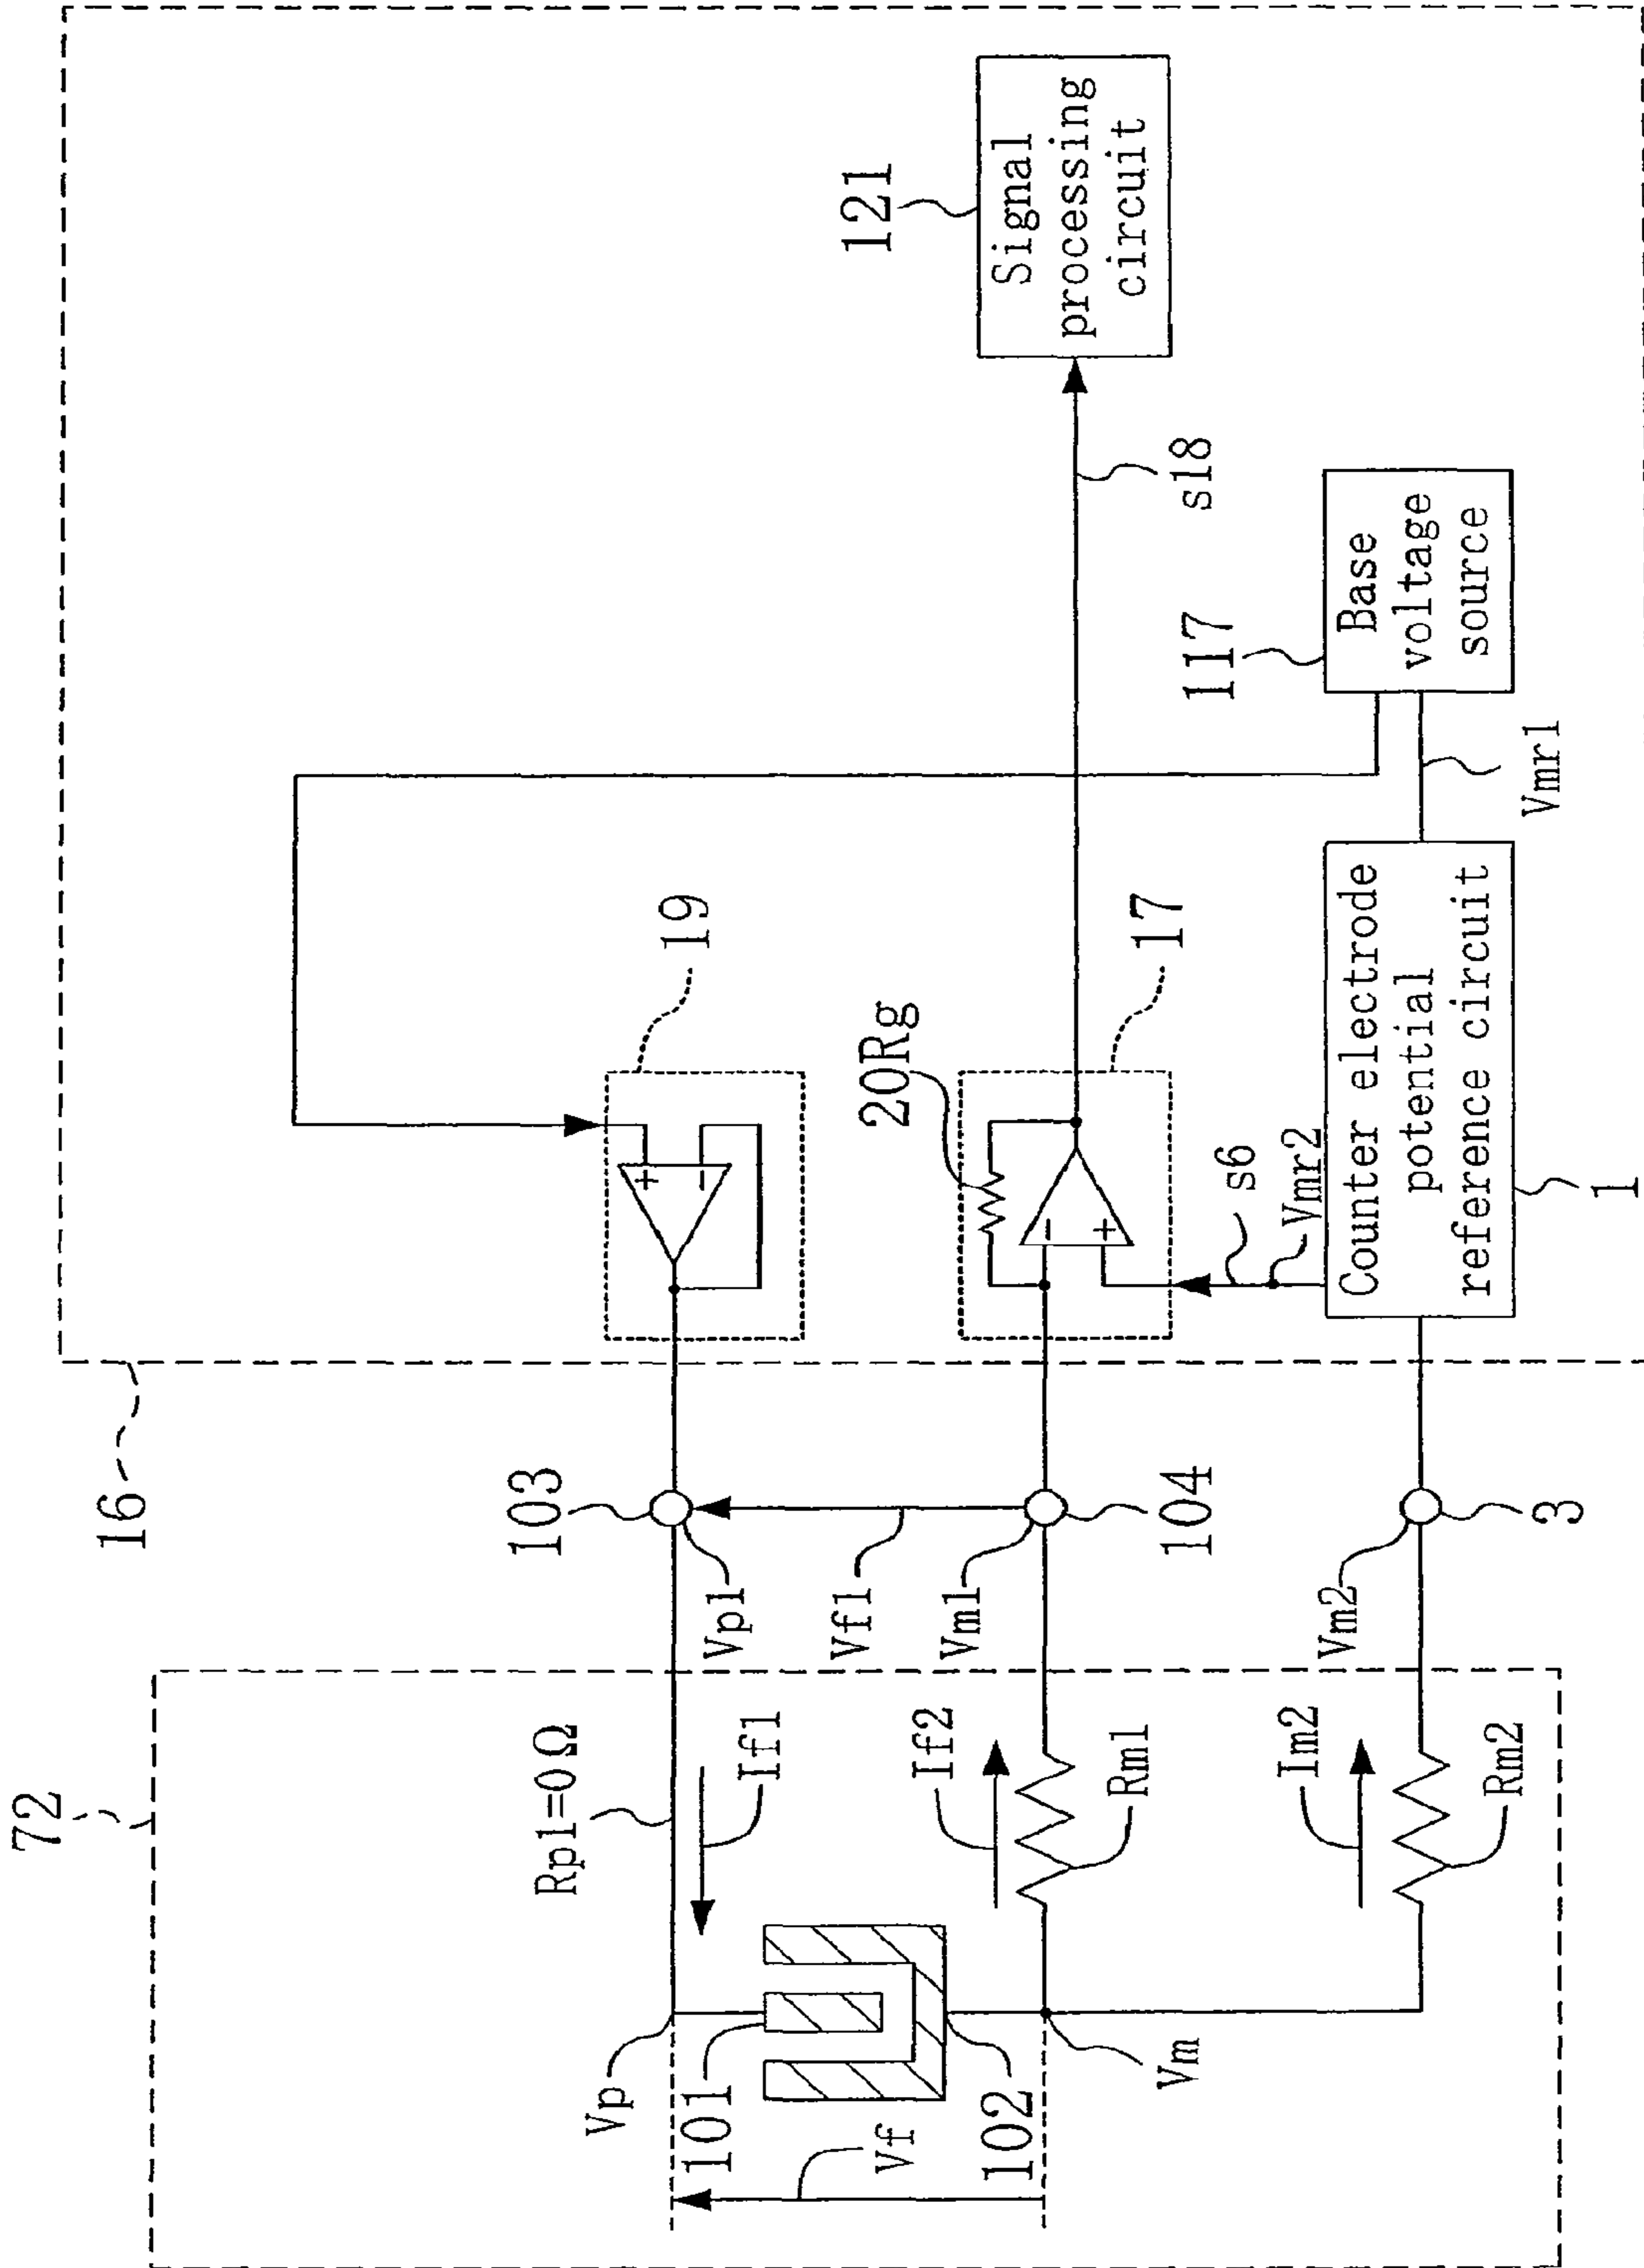 72
16
Rp1=0Ω
If1
Vp
101
Vf
102
Vm
If2
Rm1
Im2
Rm2
103
Vp1
Vf1
Vm1
104
Vm2
3
19
20Rg
17
s6
Vmr2
Counter electrode
potential
reference circuit
1
Vmr1
117
Base
voltage
source
s18
121
Signal
processing
circuit
+
−
−
+